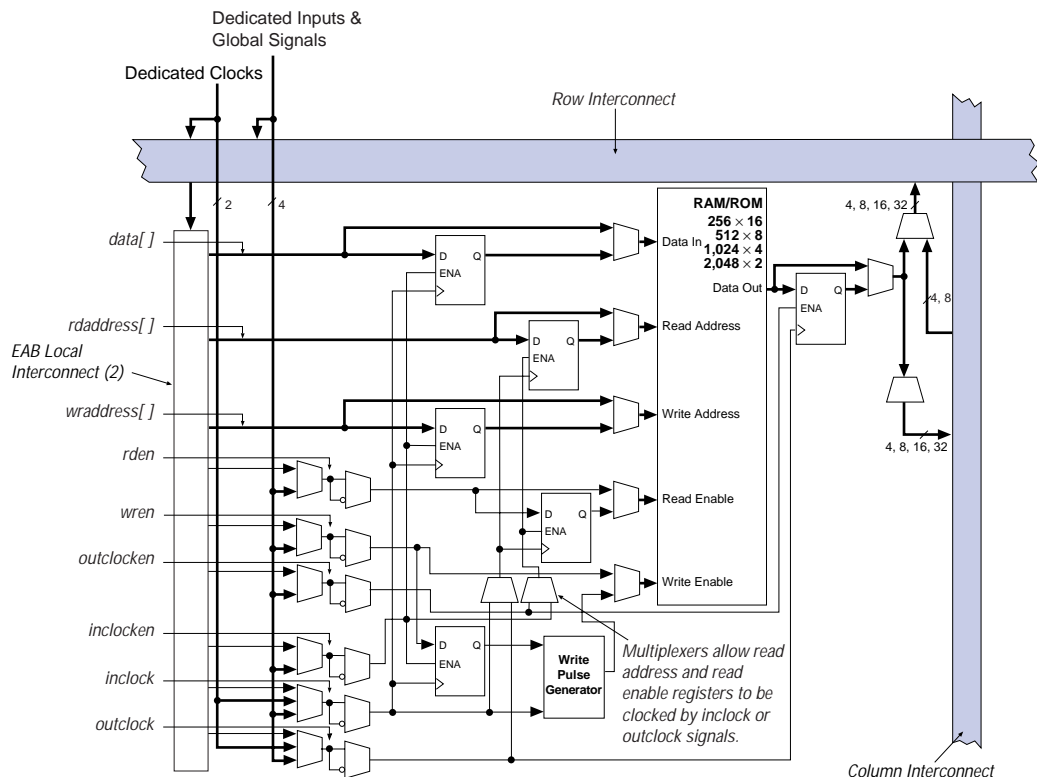 Dedicated Inputs &
Global Signals
Dedicated Clocks
Row Interconnect
2
4
4, 8, 16, 32
RAM/ROM
256 × 16
512 × 8
1,024 × 4
2,048 × 2
data[ ]
D
Q
ENA
Data In
Data Out
D
Q
ENA
4, 8
rdaddress[ ]
D
Q
ENA
Read Address
EAB Local
Interconnect (2)
wraddress[ ]
D
Q
ENA
Write Address
4, 8, 16, 32
rden
D
Q
ENA
Read Enable
wren
outclocken
Write Enable
inclocken
D
Q
ENA
Write
Pulse
Generator
Multiplexers allow read
address and read
enable registers to be
clocked by inclock or
outclock signals.
inclock
outclock
Column Interconnect